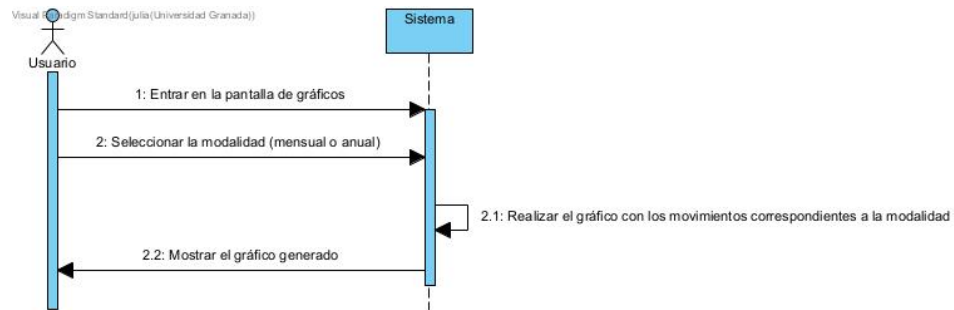 Visual Paradigm Standard(julia(Universidad Granada))
Sistema
Usuario
1: Entrar en la pantalla de gráficos
2: Seleccionar la modalidad (mensual o anual)
2.1: Realizar el gráfico con los movimientos correspondientes a la modalidad
2.2: Mostrar el gráfico generado